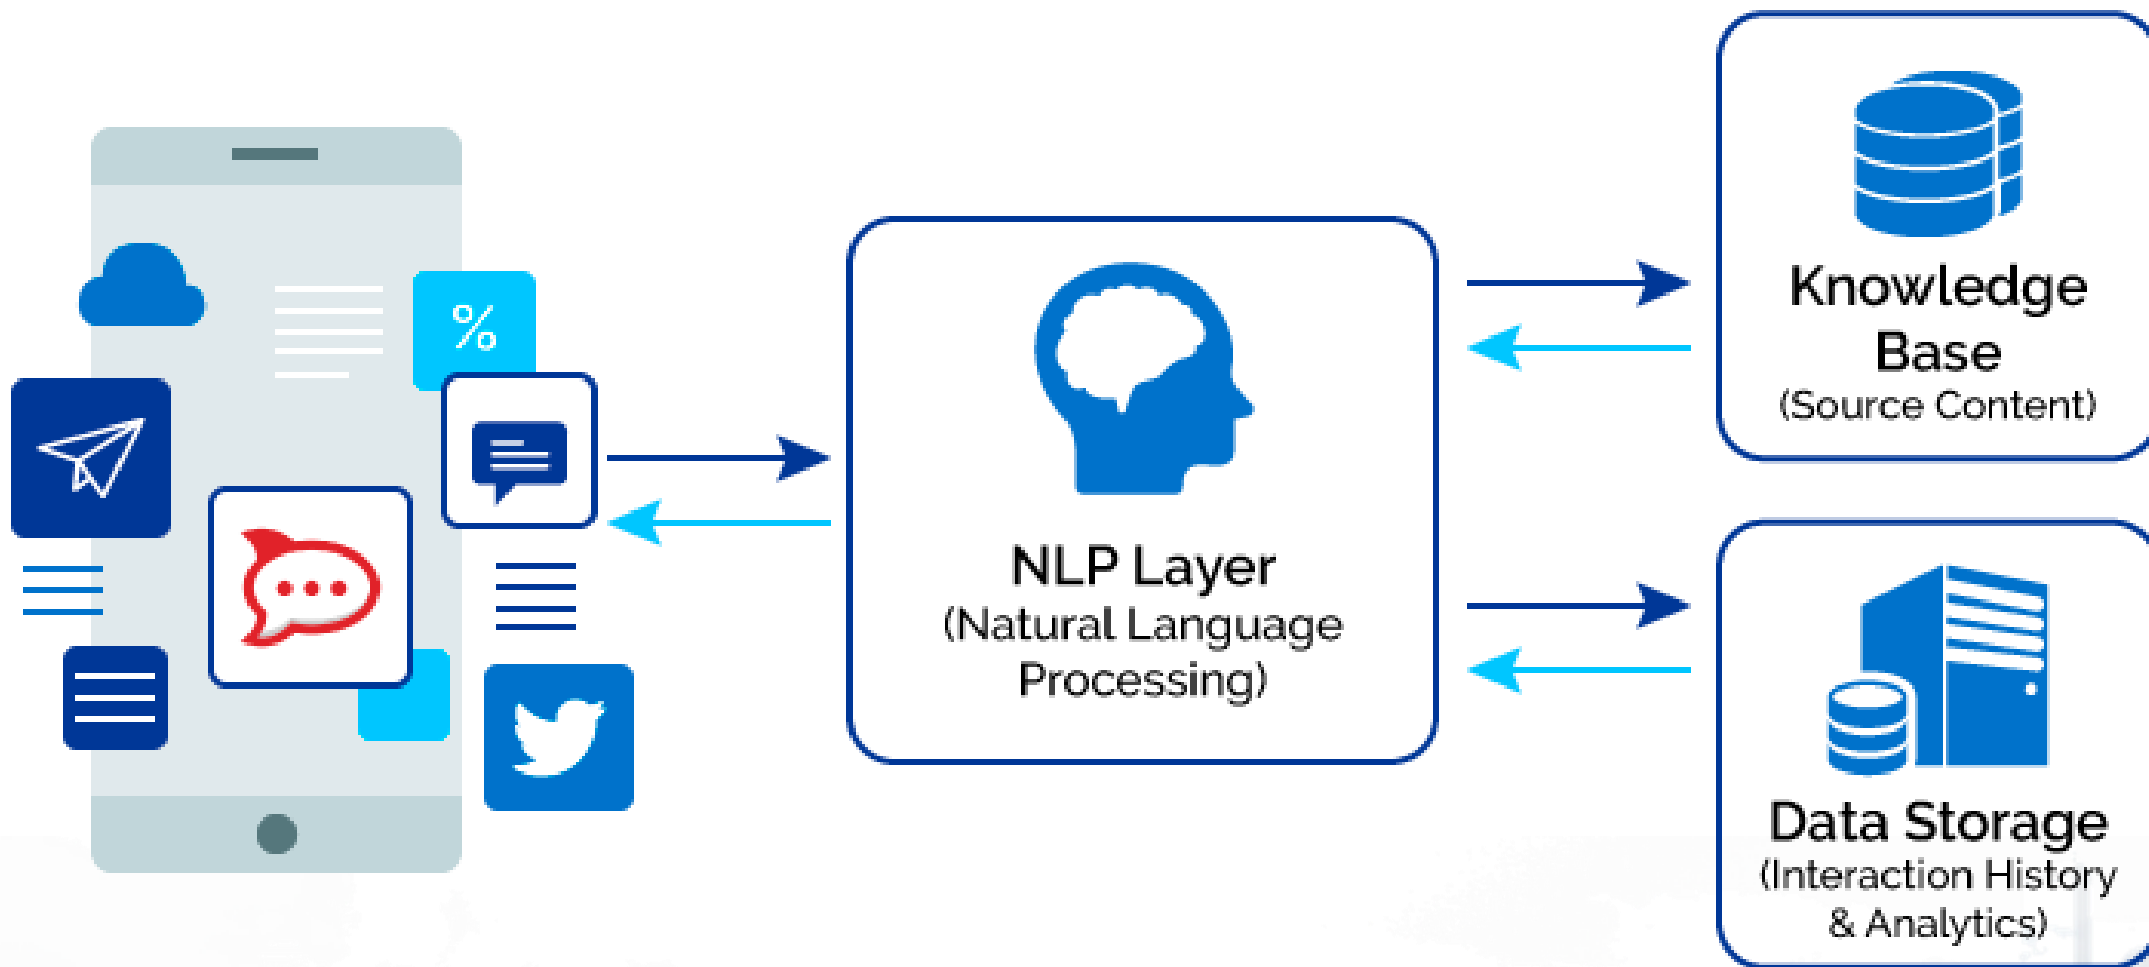 %
NLP Layer
(Natural Language
Processing)
Knowledge
Base
(Source Content)
Data Storage
(Interaction History
& Analytics)